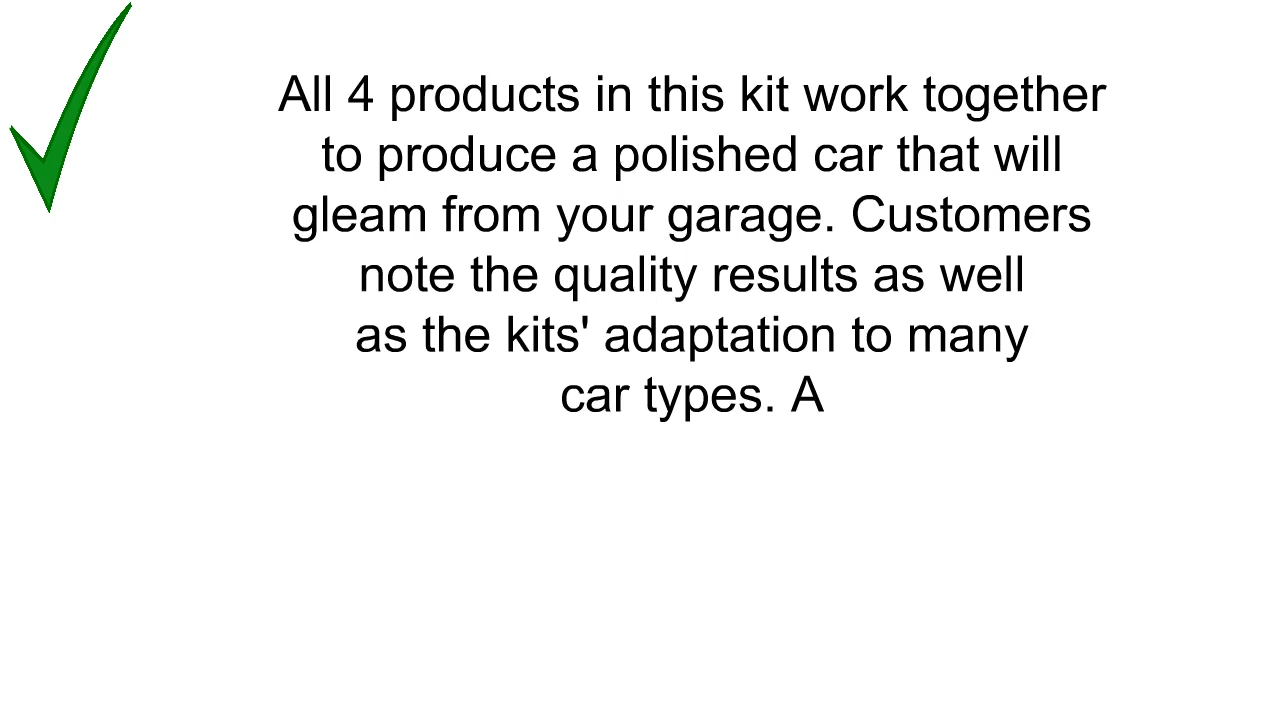 All 4 products in this kit work together
to produce a polished car that will
gleam from your garage. Customers
note the quality results as well
as the kits' adaptation to many
car types. A